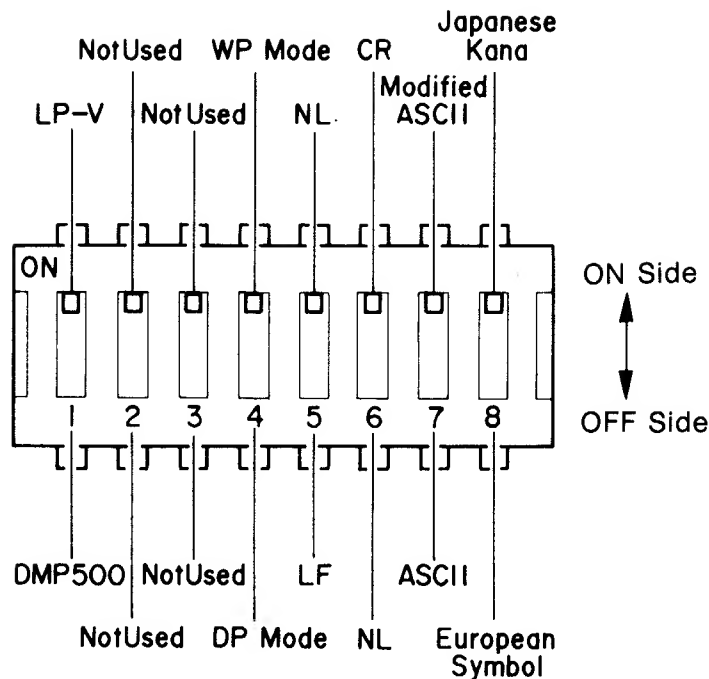 Japanese
Kana
NotUsed WP Mode CR
Modified
ASCII
LP-V NotUsed NL
ON
ON Side
1 2 3 4 5 6 7 8
OFF Side
DMP500 NotUsed LF ASCII
NotUsed DP Mode NL European
Symbol